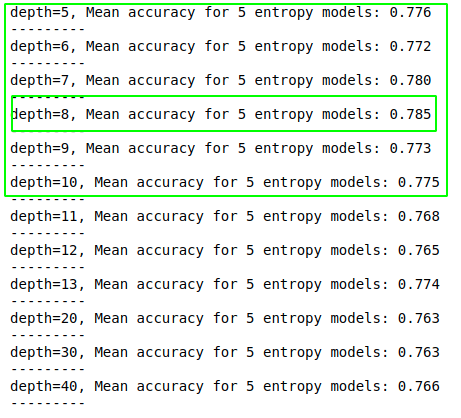 depth=5, Mean accuracy for 5 entropy models: 0.776
---------
depth=6, Mean accuracy for 5 entropy models: 0.772
---------
depth=7, Mean accuracy for 5 entropy models: 0.780
---------
depth=8, Mean accuracy for 5 entropy models: 0.785
---------
depth=9, Mean accuracy for 5 entropy models: 0.773
---------
depth=10, Mean accuracy for 5 entropy models: 0.775
---------
depth=11, Mean accuracy for 5 entropy models: 0.768
---------
depth=12, Mean accuracy for 5 entropy models: 0.765
---------
depth=13, Mean accuracy for 5 entropy models: 0.774
---------
depth=20, Mean accuracy for 5 entropy models: 0.763
---------
depth=30, Mean accuracy for 5 entropy models: 0.763
---------
depth=40, Mean accuracy for 5 entropy models: 0.766
---------